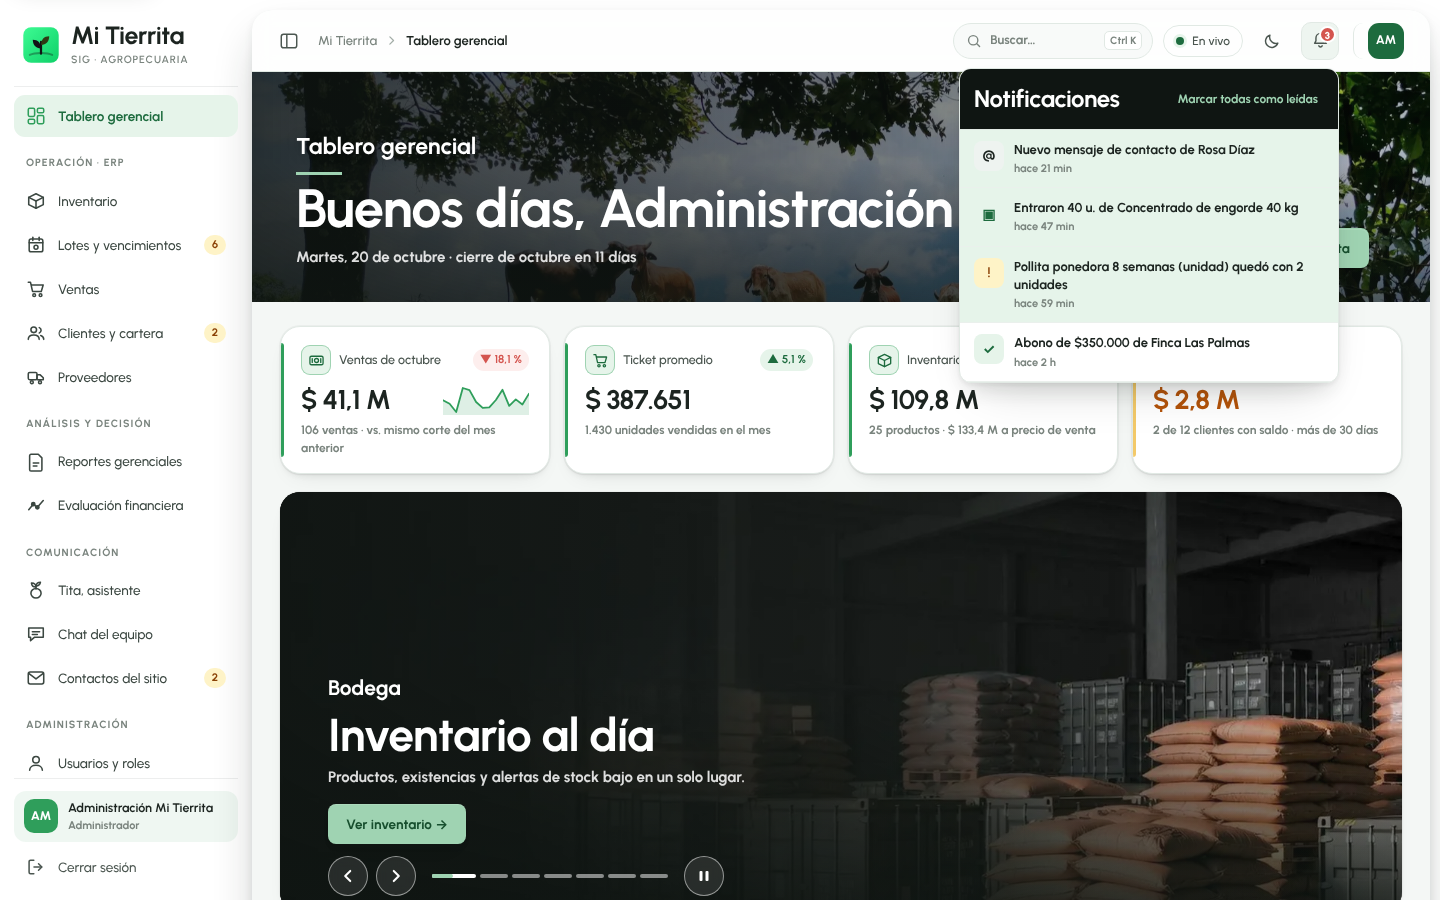 Mi Tierrita
SIG · AGROPECUARIA
Tablero gerencial
OPERACIÓN · ERP
Inventario
Lotes y vencimientos 6
Ventas
Clientes y cartera 2
Proveedores
ANÁLISIS Y DECISIÓN
Reportes gerenciales
Evaluación financiera
COMUNICACIÓN
Tita, asistente
Chat del equipo
Contactos del sitio 2
ADMINISTRACIÓN
Usuarios y roles
AM Administración Mi Tierrita
Administrador
Cerrar sesión
Mi Tierrita > Tablero gerencial
Buscar... Ctrl K
En vivo
3
AM
Notificaciones Marcar todas como leídas
@ Nuevo mensaje de contacto de Rosa Díaz
hace 21 min
Entraron 40 u. de Concentrado de engorde 40 kg
hace 47 min
! Pollita ponedora 8 semanas (unidad) quedó con 2
unidades
hace 59 min
Abono de $350.000 de Finca Las Palmas
hace 2 h
Tablero gerencial
Buenos días, Administración
Martes, 20 de octubre · cierre de octubre en 11 días
ta
Ventas de octubre ▼ 18,1 %
$ 41,1 M
106 ventas · vs. mismo corte del mes
anterior
Ticket promedio ▲ 5,1 %
$ 387.651
1.430 unidades vendidas en el mes
Inventario
$ 109,8 M
25 productos · $ 133,4 M a precio de venta
$ 2,8 M
2 de 12 clientes con saldo · más de 30 días
Bodega
Inventario al día
Productos, existencias y alertas de stock bajo en un solo lugar.
Ver inventario →